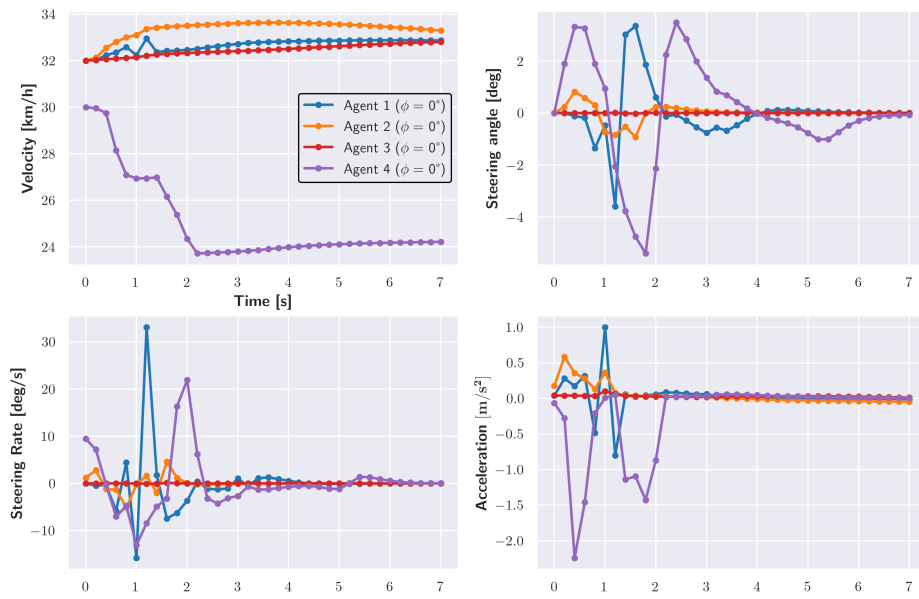 34
32
30
28
26
24
Velocity [km/h]
0 1 2 3 4 5 6 7
Time [s]
Agent 1 (ϕ = 0°)
Agent 2 (ϕ = 0°)
Agent 3 (ϕ = 0°)
Agent 4 (ϕ = 0°)
2
0
−2
−4
Steering angle [deg]
0 1 2 3 4 5 6 7
30
20
10
0
−10
Steering Rate [deg/s]
0 1 2 3 4 5 6 7
1.0
0.5
0.0
−0.5
−1.0
−1.5
−2.0
Acceleration [m/s²]
0 1 2 3 4 5 6 7